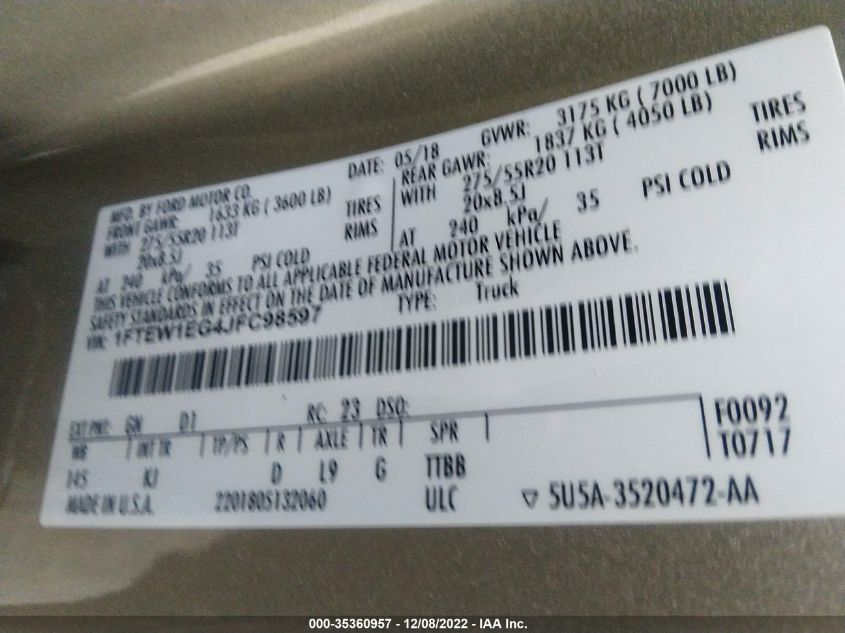 MFD. BY FORD MOTOR CO.
DATE: 05/18
GVWR: 3175 KG ( 7000 LB)
FRONT GAWR: 1633 KG ( 3600 LB)
REAR GAWR: 1837 KG ( 4050 LB)
WITH 275/55R20 113T TIRES
WITH 275/55R20 113T TIRES
20x8.5J RIMS
20x8.5J RIMS
AT 240 kPa/ 35 PSI COLD
AT 240 kPa/ 35 PSI COLD
THIS VEHICLE CONFORMS TO ALL APPLICABLE FEDERAL MOTOR VEHICLE
SAFETY STANDARDS IN EFFECT ON THE DATE OF MANUFACTURE SHOWN ABOVE.
VIN: 1FTEW1EG4JFC98597 TYPE: Truck
EXT PNT: GN D1 RC: 23 DSO:
WB INT TR TP/PS R AXLE TR SPR
F0092
T0717
145 KJ D L9 G TTBB
MADE IN U.S.A. 2201805132060 ULC ▽ 5U5A-3520472-AA
000-35360957 - 12/08/2022 - IAA Inc.